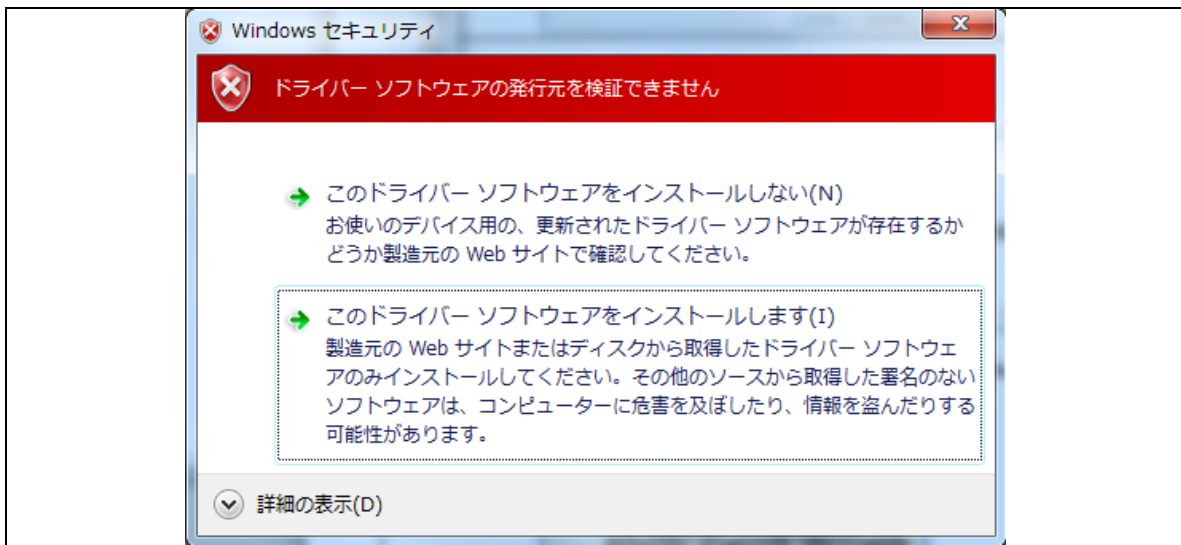 Windows セキュリティ
ドライバー ソフトウェアの発行元を検証できません
このドライバー ソフトウェアをインストールしない(N)
お使いのデバイス用の、更新されたドライバー ソフトウェアが存在するか
どうか製造元の Web サイトで確認してください。
このドライバー ソフトウェアをインストールします(I)
製造元の Web サイトまたはディスクから取得したドライバー ソフトウェ
アのみインストールしてください。その他のソースから取得した署名のない
ソフトウェアは、コンピューターに危害を及ぼしたり、情報を盗んだりする
可能性があります。
詳細の表示(D)